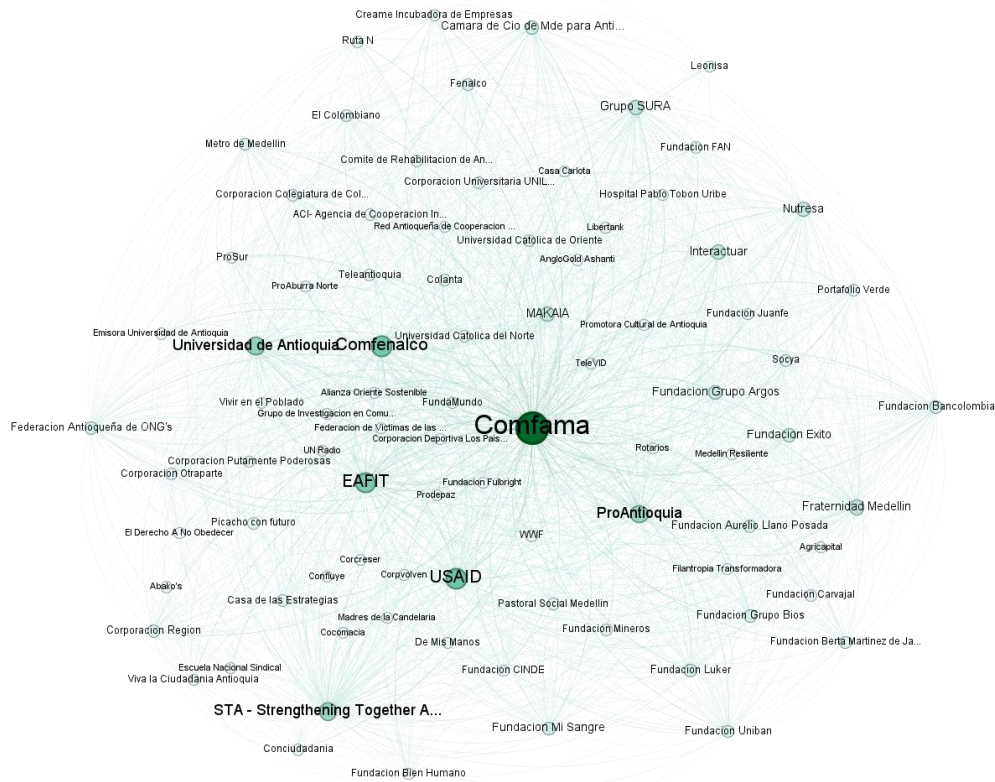 Creame Incubadora de Empresas
Camara de Cio de Mde para Anti...
Ruta N
Leonisa
Fenalco
Grupo SURA
El Colombiano
Metro de Medellin
Fundacion FAN
Comite de Rehabilitacion de An...
Casa Carlota
Corporacion Universitaria UNIL...
Corporacion Colegiatura de Col...
Hospital Pablo Tobon Uribe
Nutresa
ACI- Agencia de Cooperacion In...
Red Antioqueña de Cooperacion ...
Libertank
Universidad Catolica de Oriente
Interactuar
ProSur
AngloGold Ashanti
Teleantioquia
Colanta
ProAburra Norte
Portafolio Verde
MAKAIA
Fundacion Juanfe
Promotora Cultural de Antioquia
Emisora Universidad de Antioquia
Universidad Catolica del Norte
Universidad de Antioquia
Comfenalco
Socya
TeleVID
Alianza Oriente Sostenible
Fundacion Grupo Argos
Vivir en el Poblado
FundaMundo
Fundacion Bancolombia
Grupo de Investigacion en Comu...
Federacion Antioqueña de ONG's
Federacion de Victimas de las ...
Comfama
Fundacion Exito
Corporacion Deportiva Los Pais...
UN Radio
Rotarios
Medellin Resiliente
Corporacion Putamente Poderosas
Corporacion Otraparte
EAFIT
Fundacion Fulbright
Prodepaz
Fraternidad Medellin
ProAntioquia
Picacho con futuro
Fundacion Aurelio Llano Posada
El Derecho A No Obedecer
WWF
Agricapital
Corcreser
Filantropia Transformadora
Confluye
Corpvolven
USAID
Abako's
Fundacion Carvajal
Casa de las Estrategias
Pastoral Social Medellin
Madres de la Candelaria
Fundacion Grupo Bios
Corporacion Region
Cocomacia
Fundacion Mineros
De Mis Manos
Fundacion Berta Martinez de Ja...
Escuela Nacional Sindical
Fundacion CINDE
Fundacion Luker
Viva la Ciudadania Antioquia
STA - Strengthening Together A...
Fundacion Mi Sangre
Fundacion Uniban
Conciudadania
Fundacion Bien Humano